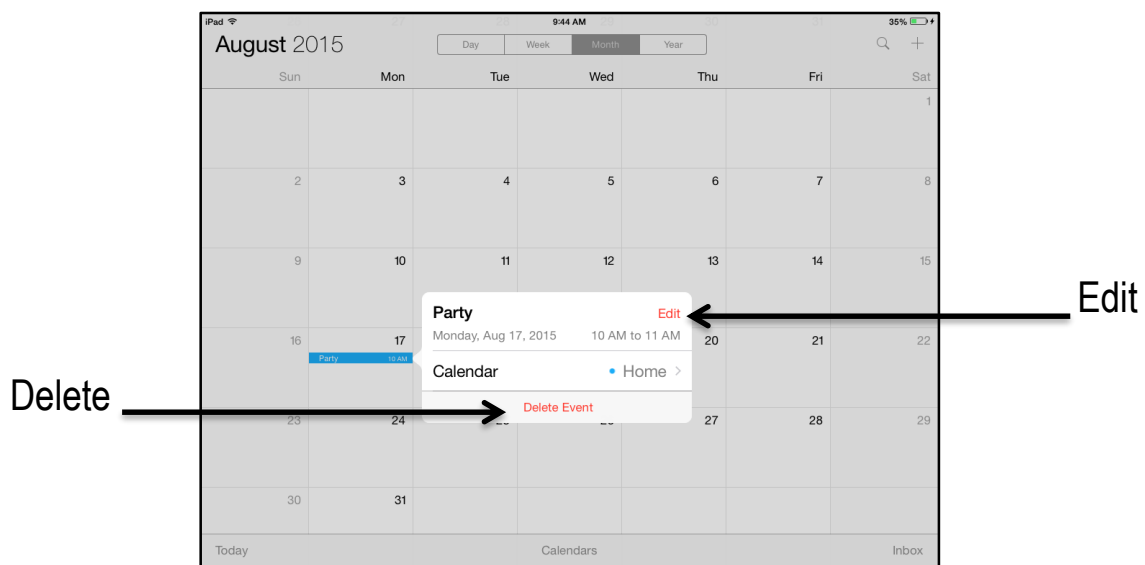 iPad 9:44 AM 35%
August 2015 Day Week Month Year
Sun Mon Tue Wed Thu Fri Sat
1
2 3 4 5 6 7 8
9 10 11 12 13 14 15
Party Edit
Edit
Monday, Aug 17, 2015 10 AM to 11 AM
16 17 20 21 22
Party 10 AM
Calendar Home
Delete
Delete Event
23 24 27 28 29
30 31
Today Calendars Inbox